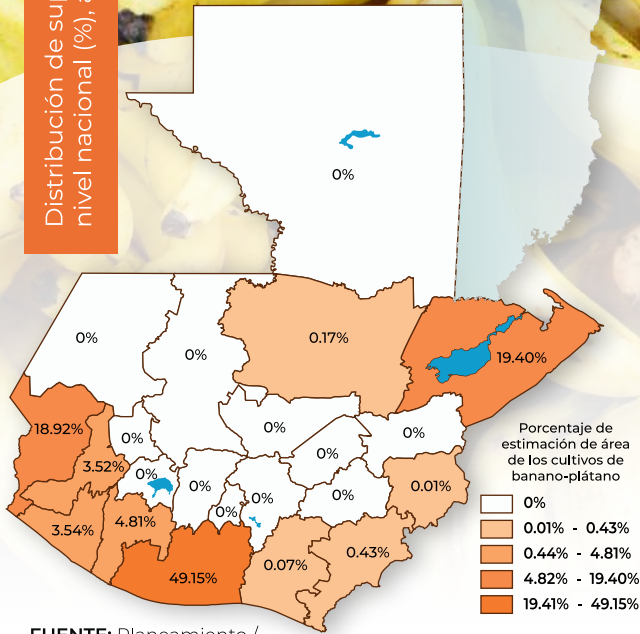 Distribución de
nivel nacional (%),
0%
0%
0%
0.17%
19.40%
18.92%
0%
0%
0%
0%
3.52%
0%
0%
0%
0%
0%
0.01%
3.54%
4.81%
49.15%
0.07%
0.43%
Porcentaje de
estimación de área
de los cultivos de
banano-plátano
0%
0.01% - 0.43%
0.44% - 4.81%
4.82% - 19.40%
19.41% - 49.15%
FUENTE: Planeamiento /